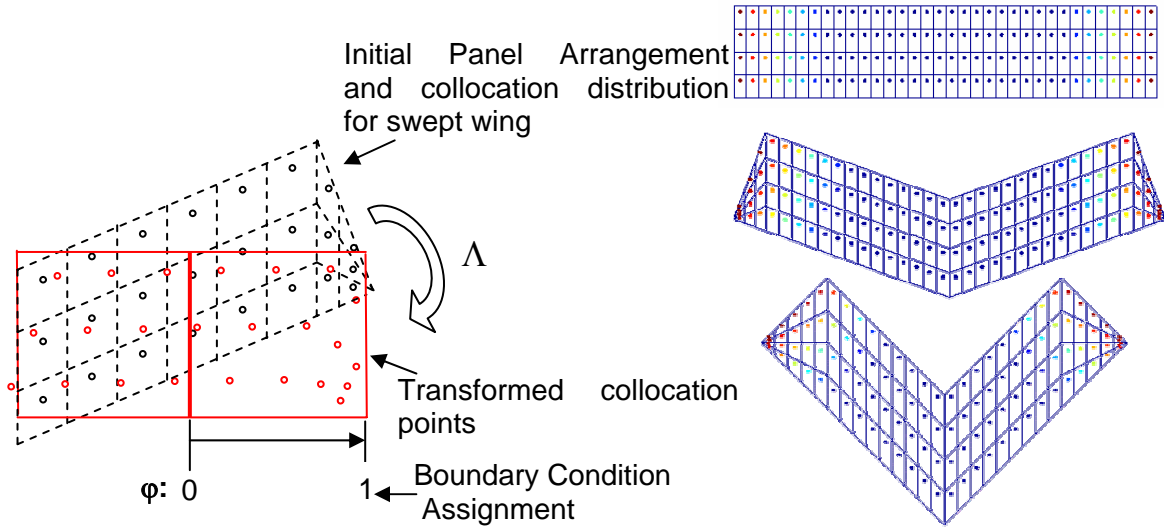 Initial Panel Arrangement
and collocation distribution
for swept wing
Λ
Transformed collocation
points
φ: 0
1
Boundary Condition
Assignment